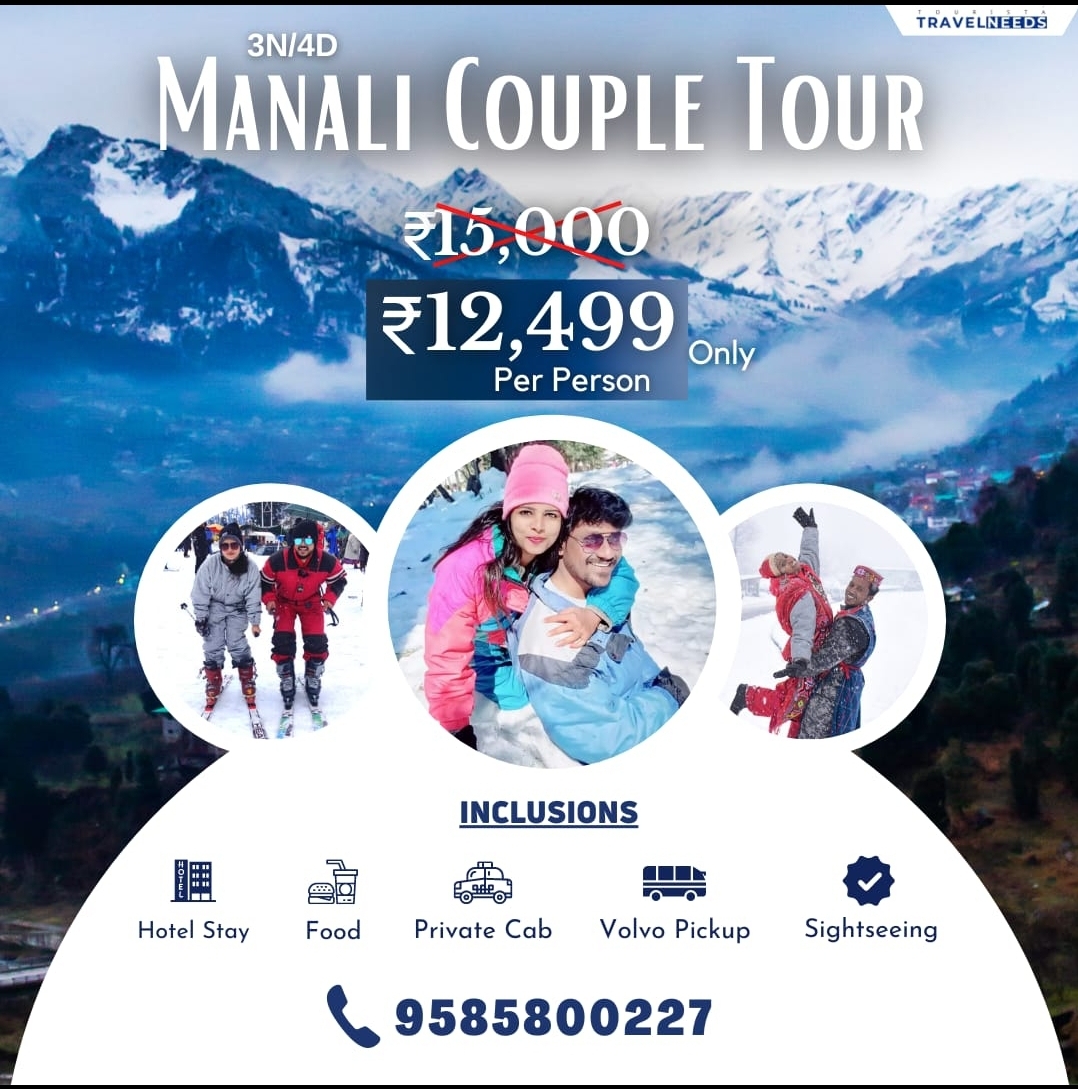 TOURISTA
TRAVELNEEDS
3N/4D
MANALI COUPLE TOUR
₹15,000
₹12,499
Only
Per Person
INCLUSIONS
HOTEL
Hotel Stay
Food
Private Cab
Volvo Pickup
Sightseeing
9585800227